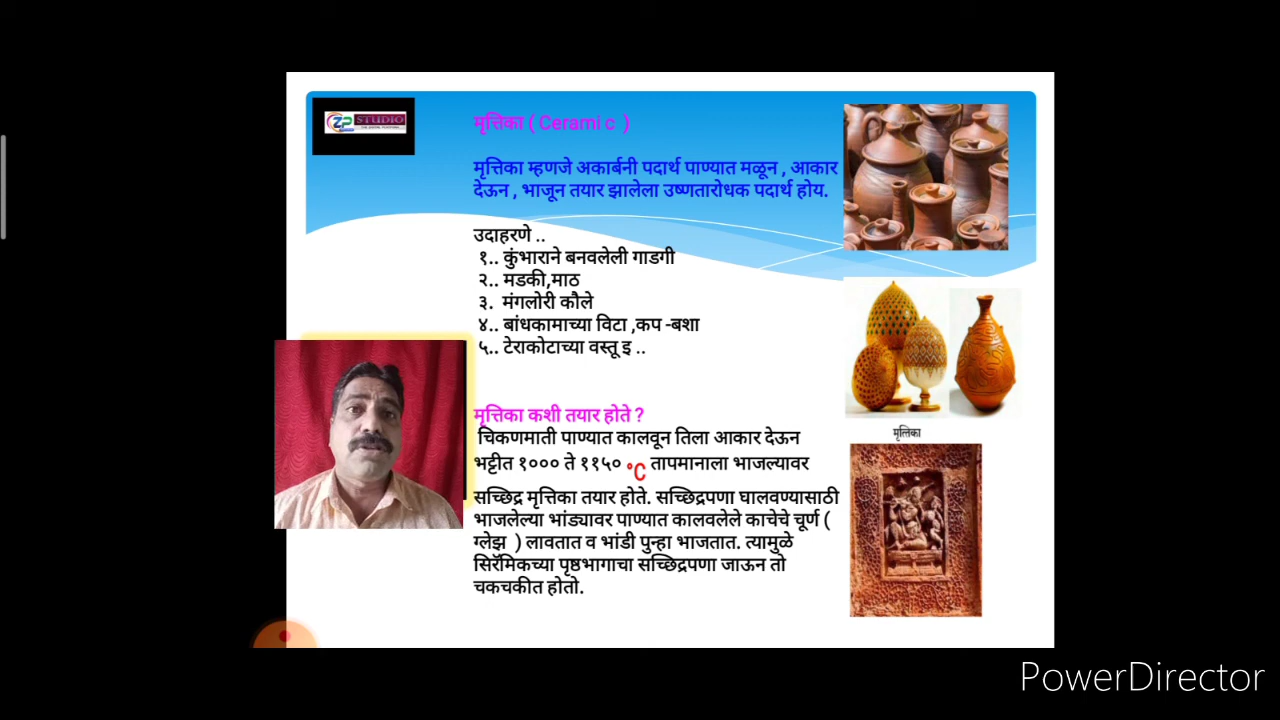 ZP STUDIO
मृत्तिका ( Cerami c )
मृत्तिका म्हणजे अकार्बनी पदार्थ पाण्यात मळून , आकार
देऊन , भाजून तयार झालेला उष्णतारोधक पदार्थ होय.
उदाहरणे ..
१.. कुंभाराने बनवलेली गाडगी
२.. मडकी,माठ
३. मंगलोरी कौले
४.. बांधकामाच्या विटा ,कप -बशा
५.. टेराकोटाच्या वस्तू इ ..
मृत्तिका
मृत्तिका कशी तयार होते ?
चिकणमाती पाण्यात कालवून तिला आकार देऊन
भट्टीत १००० ते ११५० °C तापमानाला भाजल्यावर
सच्छिद्र मृत्तिका तयार होते. सच्छिद्रपणा घालवण्यासाठी
भाजलेल्या भांड्यावर पाण्यात कालवलेले काचेचे चूर्ण (
ग्लेझ ) लावतात व भांडी पुन्हा भाजतात. त्यामुळे
सिरॅमिकच्या पृष्ठभागाचा सच्छिद्रपणा जाऊन तो
चकचकीत होतो.
PowerDirector